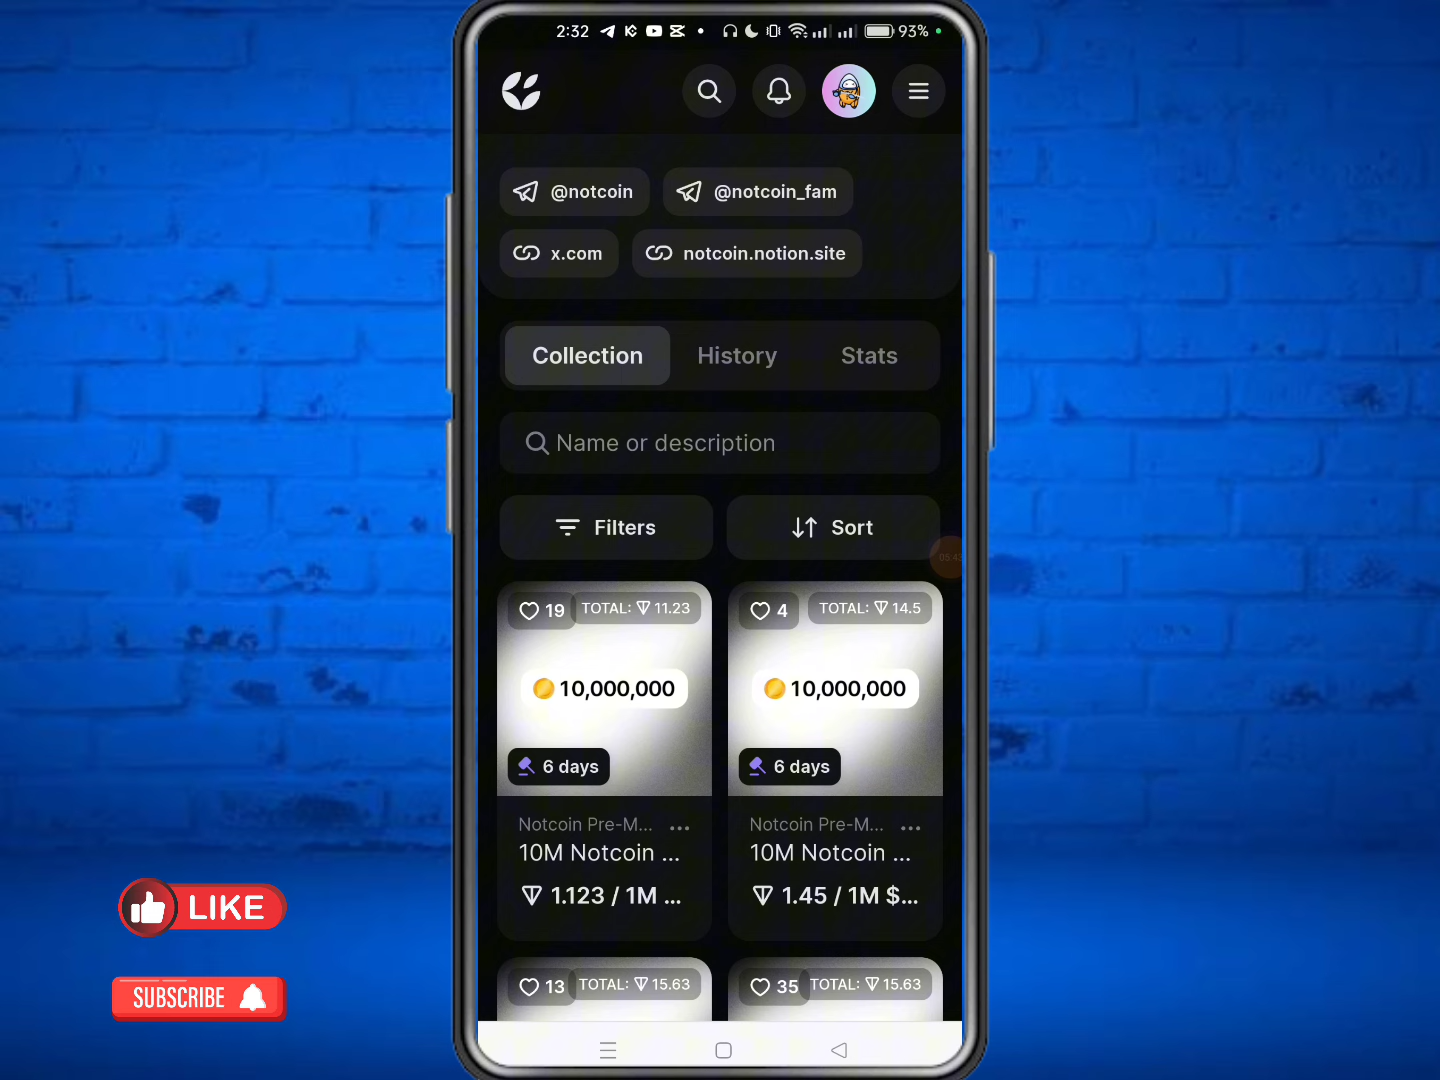 2:32 93%
@notcoin @notcoin_fam
x.com notcoin.notion.site
Collection History Stats
Name or description
Filters Sort
05:43
19 TOTAL: 11.23 4 TOTAL: 14.5
10,000,000 10,000,000
6 days 6 days
Notcoin Pre-M... ... Notcoin Pre-M... ...
10M Notcoin ... 10M Notcoin ...
1.123 / 1M ... 1.45 / 1M $...
LIKE
13 TOTAL: 15.63 35 TOTAL: 15.63
SUBSCRIBE